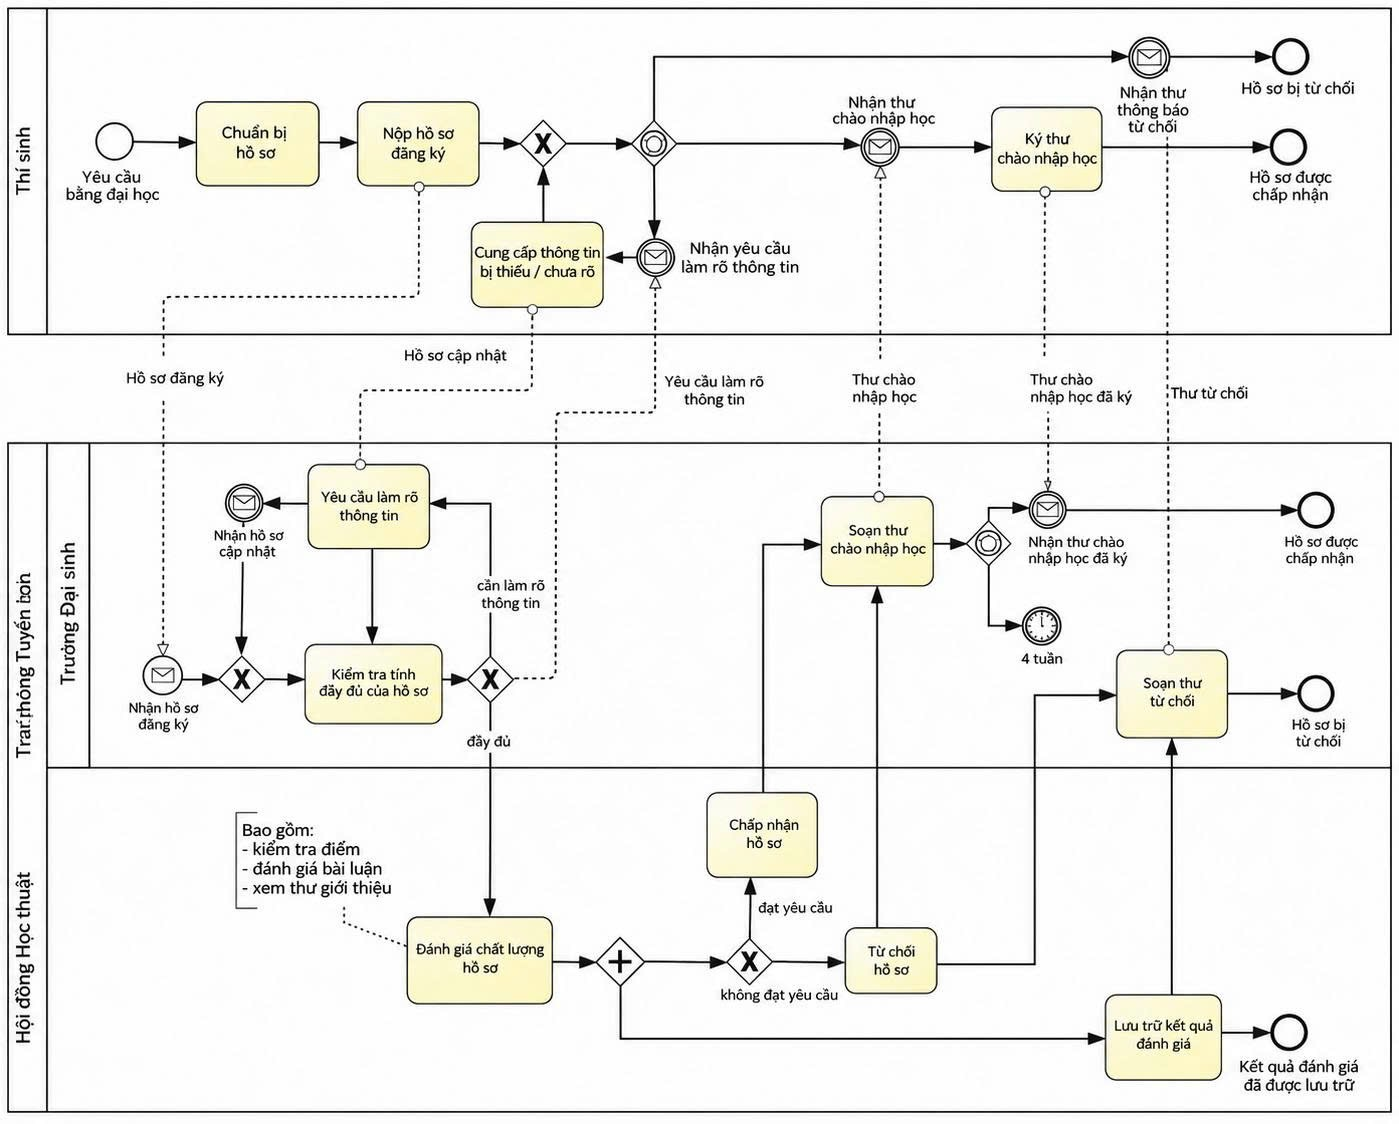 Thí sinh
Yêu cầu
bằng đại học
Chuẩn bị
hồ sơ
Nộp hồ sơ
đăng ký
X
Cung cấp thông tin
bị thiếu / chưa rõ
Nhận yêu cầu
làm rõ thông tin
Nhận thư
chào nhập học
Ký thư
chào nhập học
Nhận thư
thông báo
từ chối
Hồ sơ bị từ chối
Hồ sơ được
chấp nhận
Hồ sơ đăng ký
Hồ sơ cập nhật
Yêu cầu làm rõ
thông tin
Thư chào
nhập học
Thư chào
nhập học đã ký
Thư từ chối
Trưởng Đại sinh
Nhận hồ sơ
cập nhật
Yêu cầu làm rõ
thông tin
cần làm rõ
thông tin
Nhận hồ sơ
đăng ký
X
Kiểm tra tính
đầy đủ của hồ sơ
X
đầy đủ
Soạn thư
chào nhập học
Nhận thư chào
nhập học đã ký
4 tuần
Hồ sơ được
chấp nhận
Soạn thư
từ chối
Hồ sơ bị
từ chối
Hội đồng Học thuật
Bao gồm:
- kiểm tra điểm
- đánh giá bài luận
- xem thư giới thiệu
Đánh giá chất lượng
hồ sơ
Chấp nhận
hồ sơ
đạt yêu cầu
X
không đạt yêu cầu
Từ chối
hồ sơ
Lưu trữ kết quả
đánh giá
Kết quả đánh giá
đã được lưu trữ